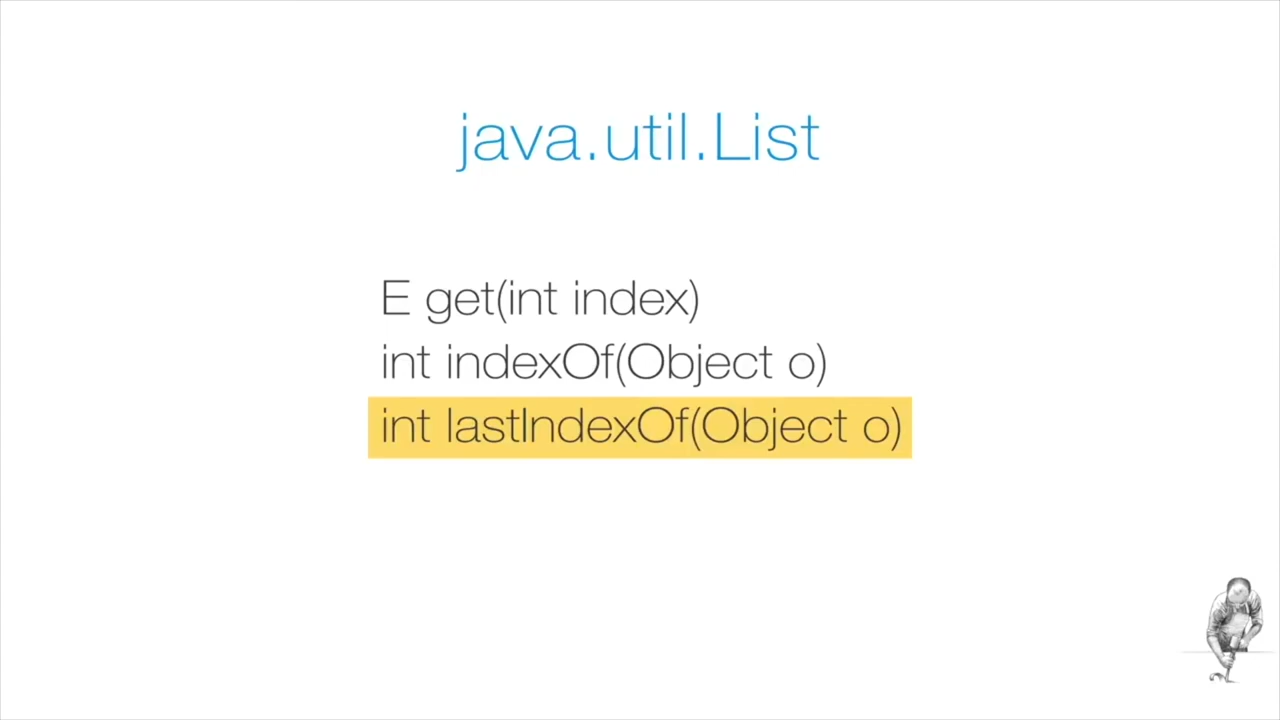 java.util.List
E get(int index)
int indexOf(Object o)
int lastIndexOf(Object o)